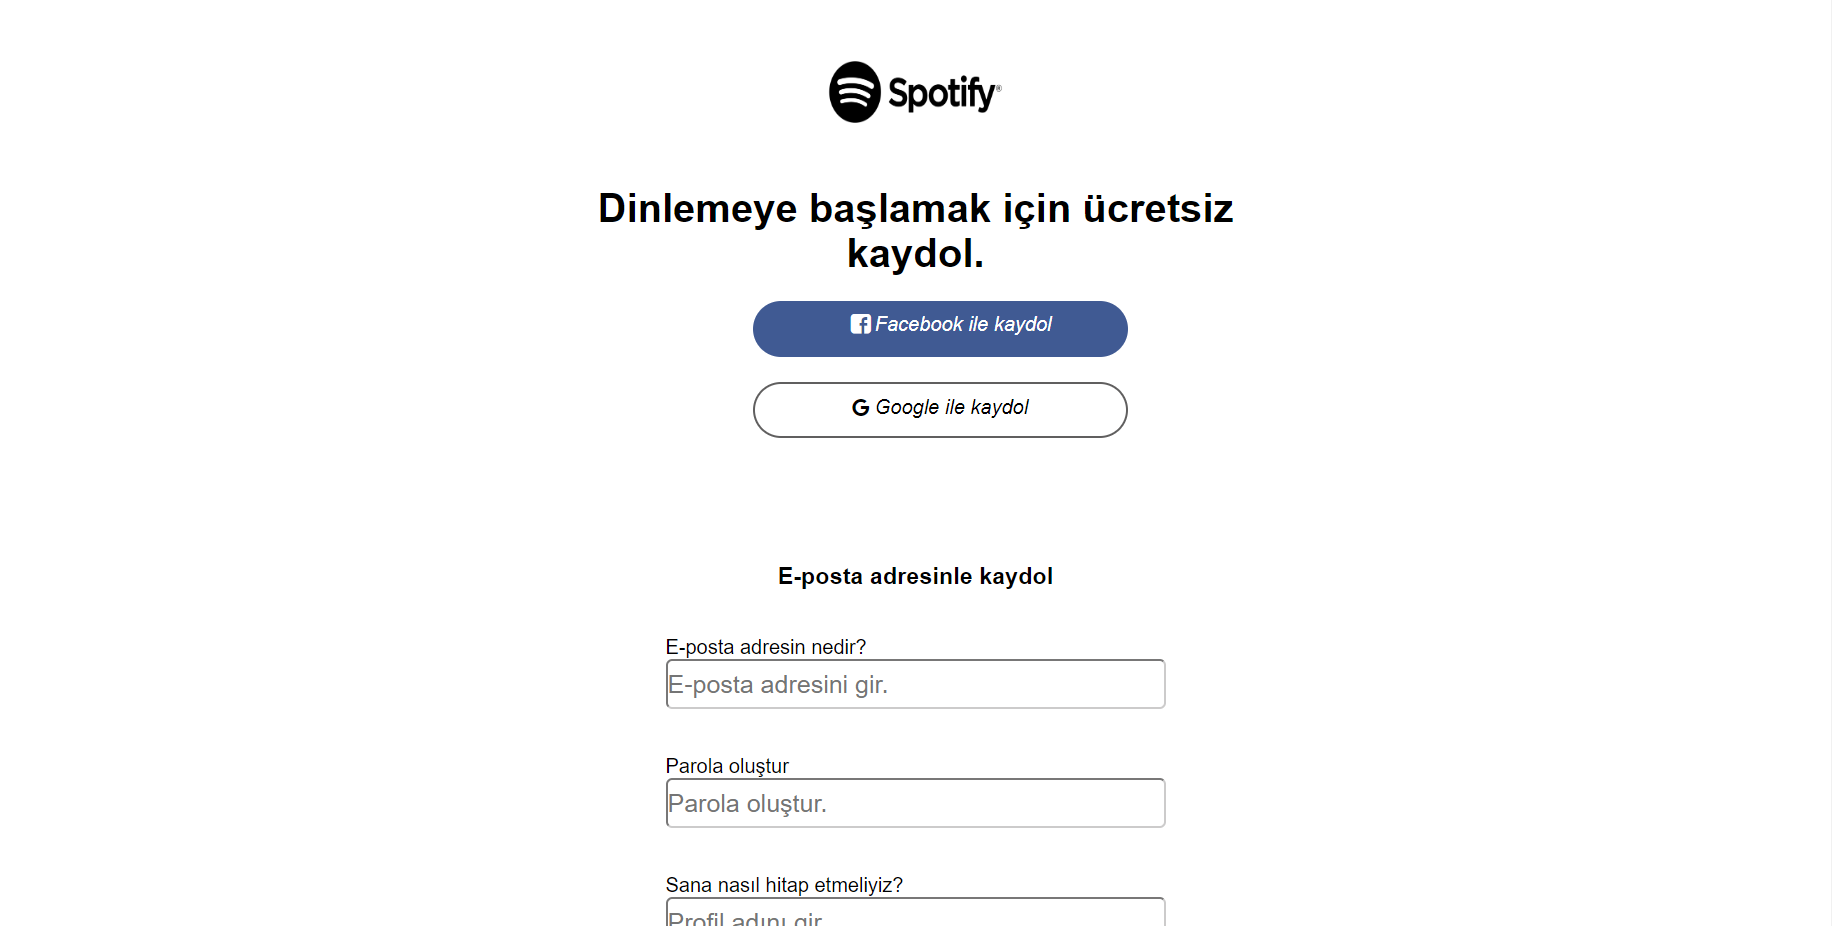 Spotify®
Dinlemeye başlamak için ücretsiz
kaydol.
Facebook ile kaydol
Google ile kaydol
E-posta adresinle kaydol
E-posta adresin nedir?
E-posta adresini gir.
Parola oluştur
Parola oluştur.
Sana nasıl hitap etmeliyiz?
Profil adını gir